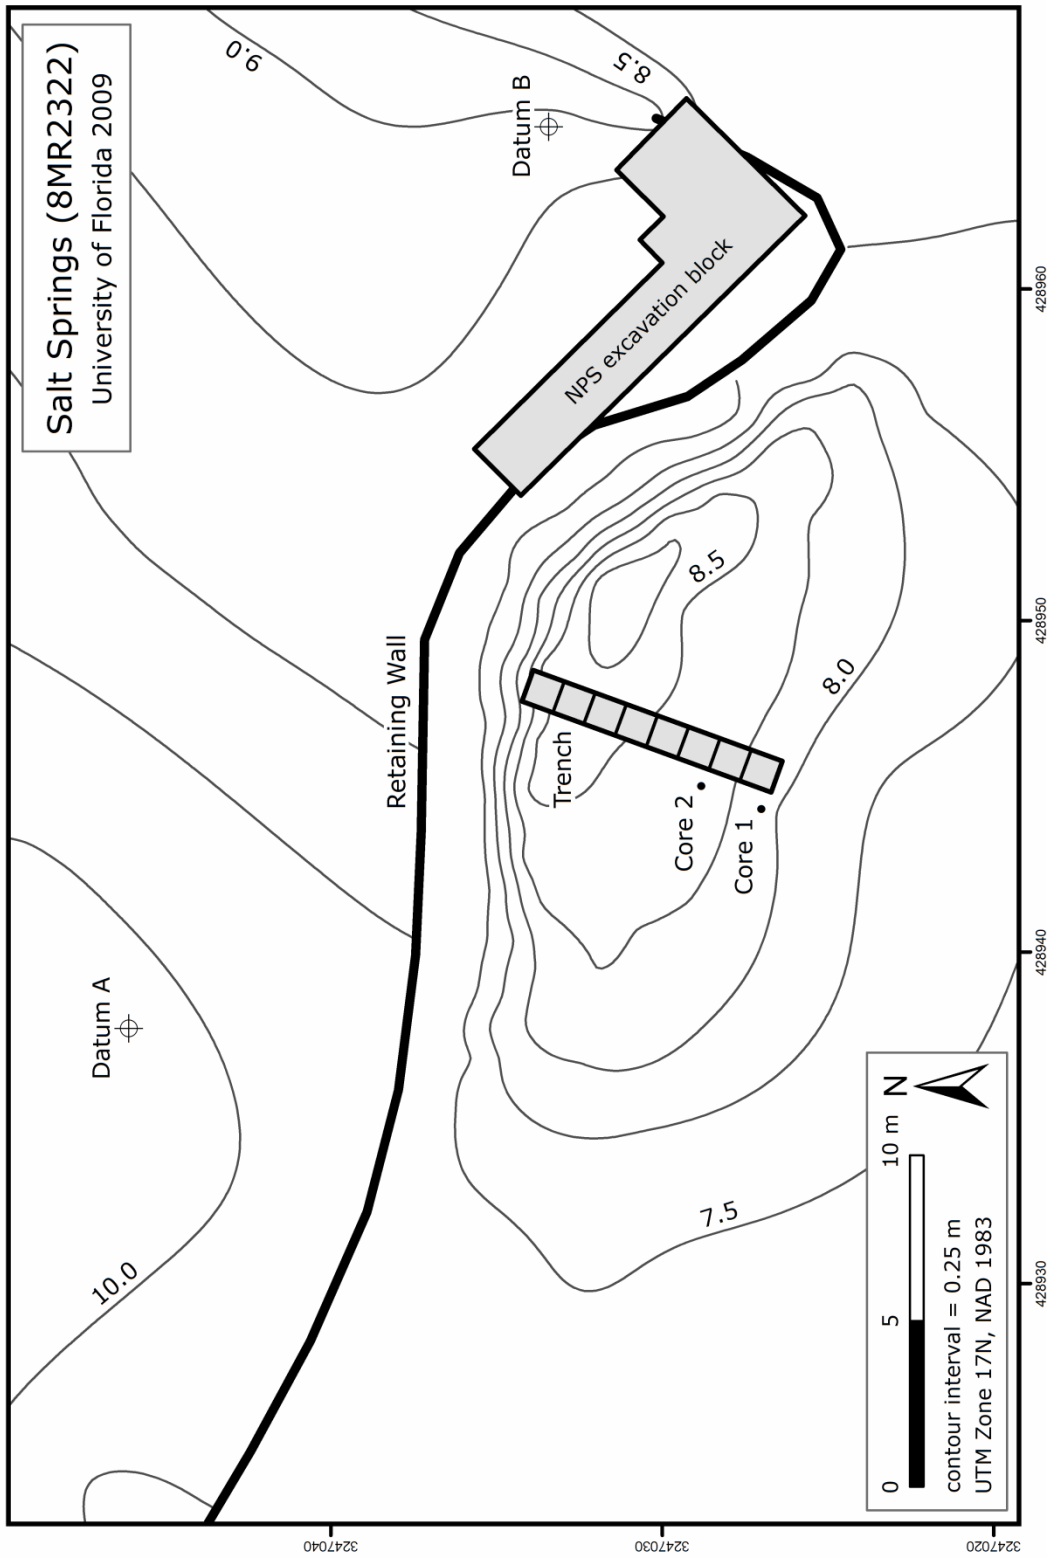 Salt Springs (8MR2322)
University of Florida 2009
9.0
8.5
Datum B
NPS excavation block
Retaining Wall
8.5
8.0
Trench
Core 2
Core 1
Datum A
10.0
7.5
0 5 10 m
N
contour interval = 0.25 m
UTM Zone 17N, NAD 1983
428930
428940
428950
428960
3247040
3247030
3247020